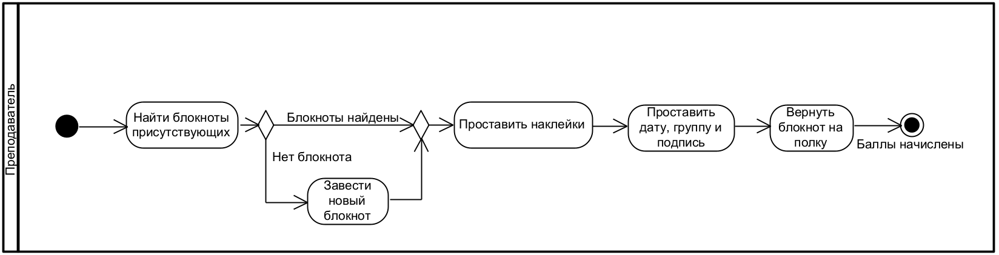 Преподаватель
Найти блокноты
присутствующих
Блокноты найдены
Нет блокнота
Завести
новый
блокнот
Проставить наклейки
Проставить
дату, группу и
подпись
Вернуть
блокнот на
полку
Баллы начислены